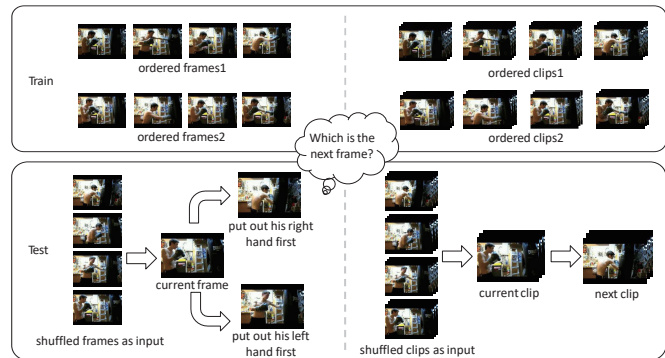 ordered frames1
ordered clips1
Train
ordered frames2
ordered clips2
Which is the
next frame?
put out his right
hand first
Test
current frame
current clip
next clip
put out his left
hand first
shuffled frames as input
shuffled clips as input